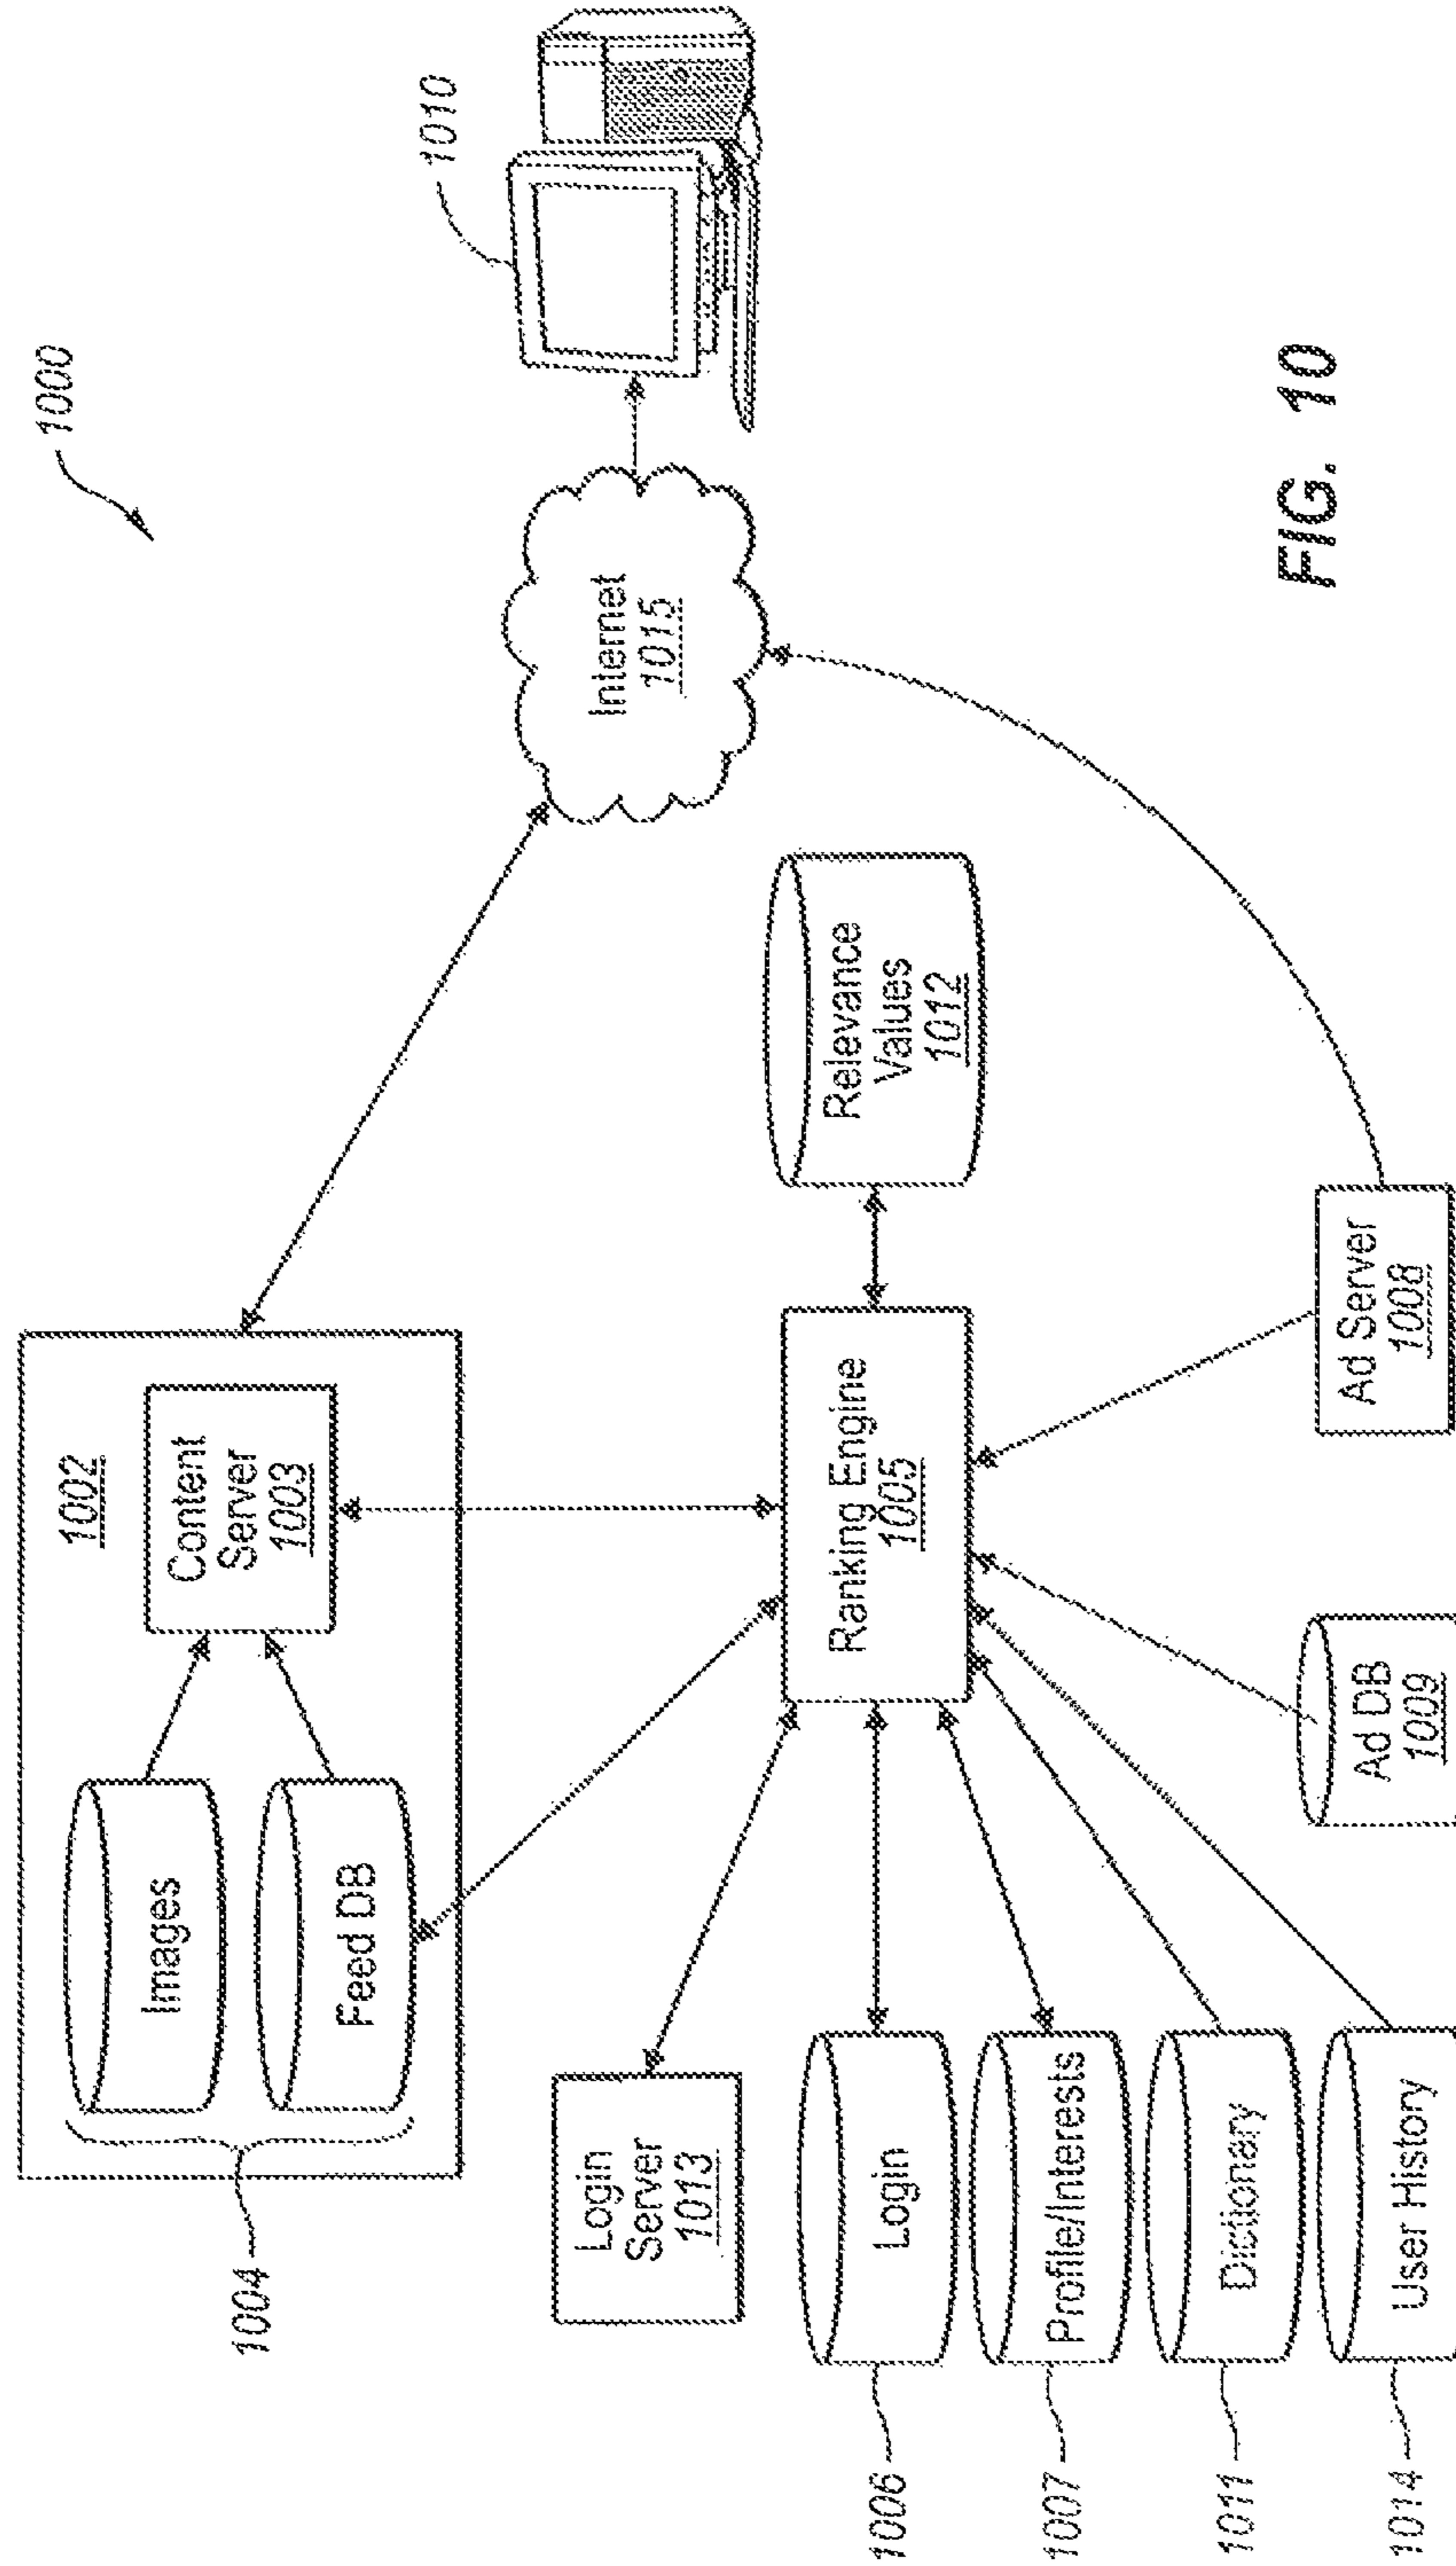 1000
1002
Images
Feed DB
1004
Content
Server
1003
1010
Internet
1015
Login
Server
1013
Ranking Engine
1005
Relevance
Values
1012
1006
Login
1007
Profile/Interests
1011
Dictionary
1014
User History
Ad DB
1009
Ad Server
1008
FIG. 10